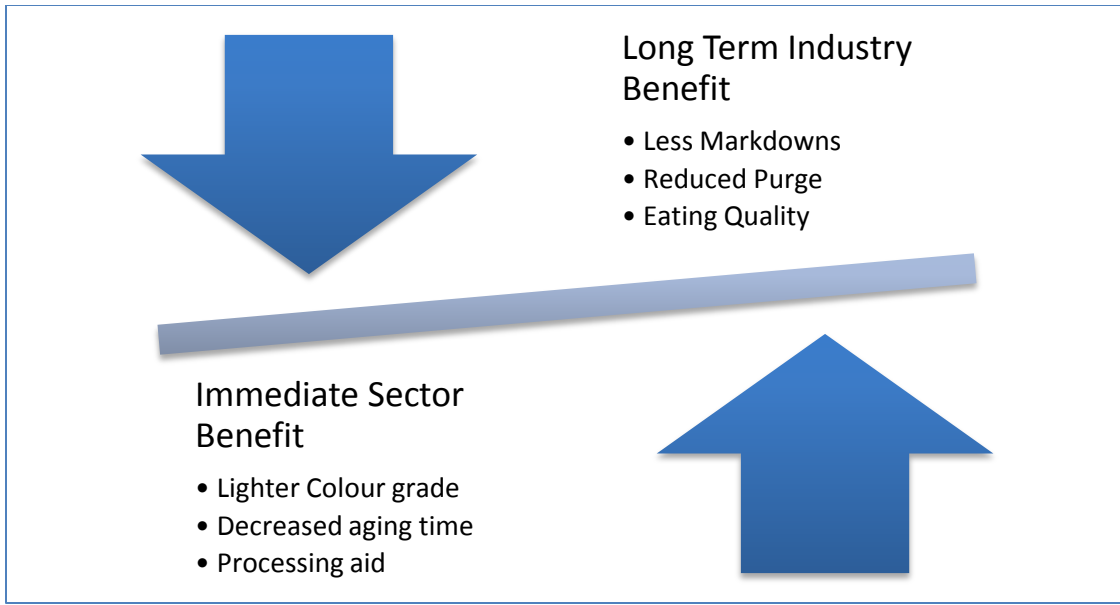 Long Term Industry
Benefit
• Less Markdowns
• Reduced Purge
• Eating Quality
Immediate Sector
Benefit
• Lighter Colour grade
• Decreased aging time
• Processing aid